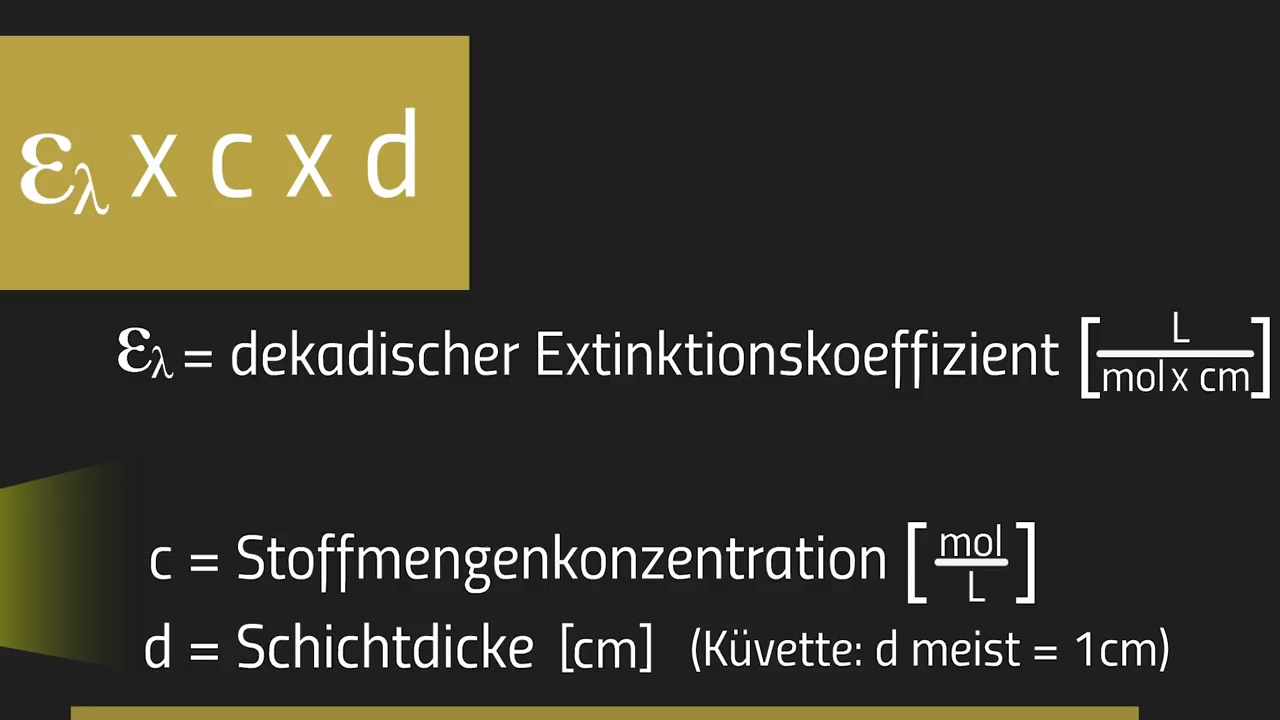 ελ x c x d
ελ = dekadischer Extinktionskoeffizient [L / mol x cm]
c = Stoffmengenkonzentration [mol / L]
d = Schichtdicke [cm] (Küvette: d meist = 1cm)